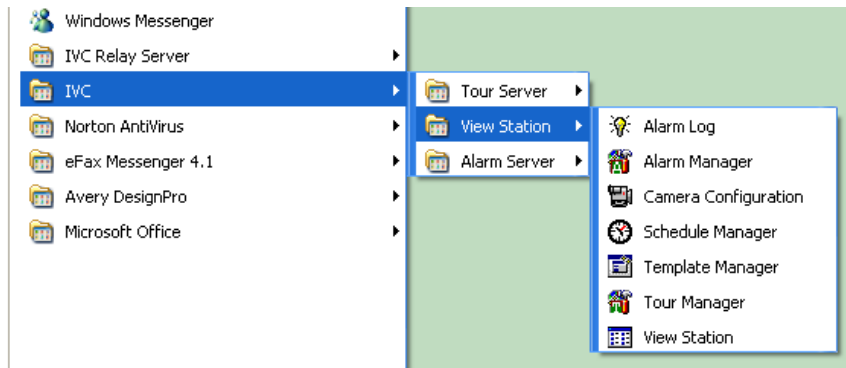 Windows Messenger
IVC Relay Server
IVC
Norton AntiVirus
eFax Messenger 4.1
Avery DesignPro
Microsoft Office
Tour Server
View Station
Alarm Server
Alarm Log
Alarm Manager
Camera Configuration
Schedule Manager
Template Manager
Tour Manager
View Station